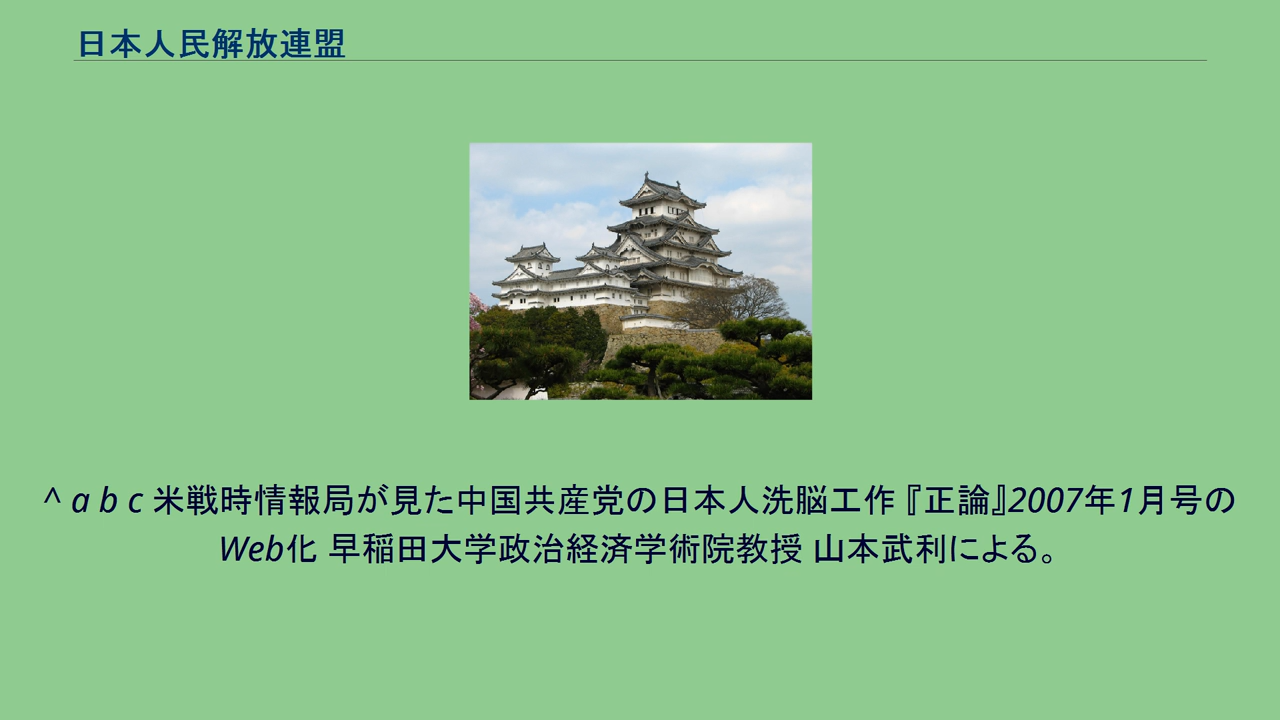 日本人民解放連盟
^ a b c 米戦時情報局が見た中国共産党の日本人洗脳工作『正論』2007年1月号の
Web化 早稲田大学政治経済学術院教授 山本武利による。